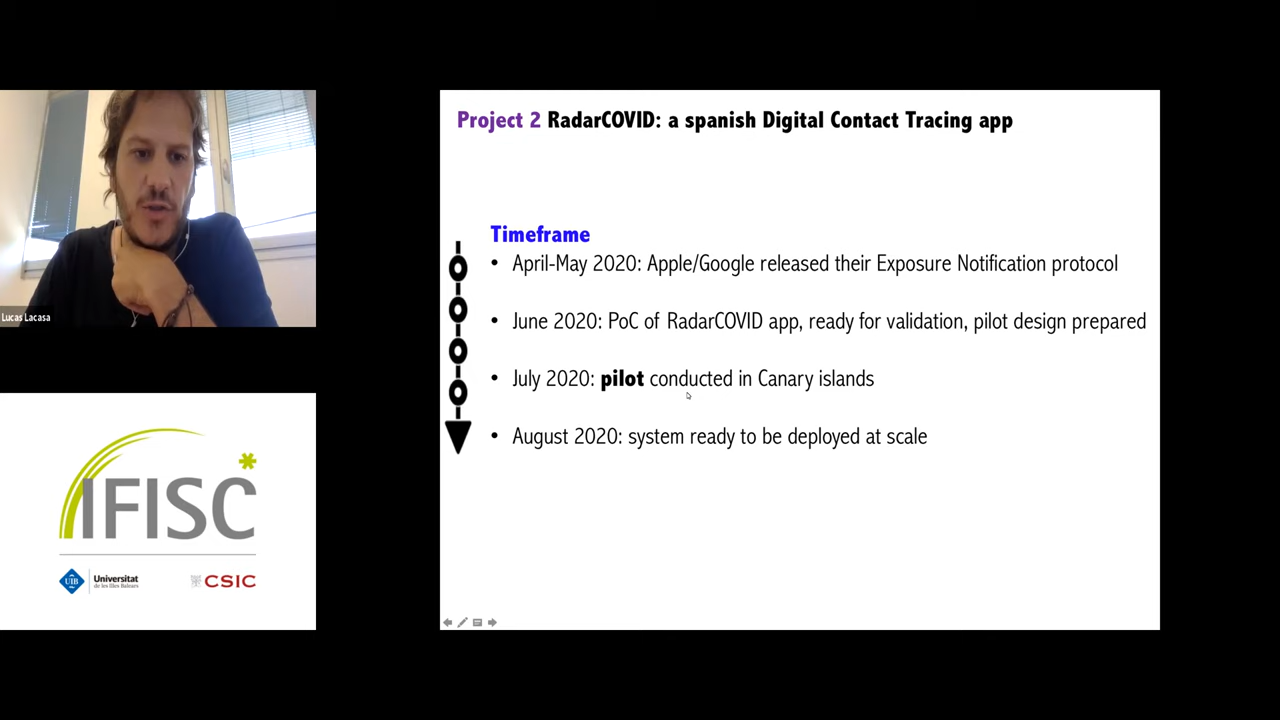 Project 2 RadarCOVID: a spanish Digital Contact Tracing app
Timeframe
• April-May 2020: Apple/Google released their Exposure Notification protocol
• June 2020: PoC of RadarCOVID app, ready for validation, pilot design prepared
• July 2020: pilot conducted in Canary islands
• August 2020: system ready to be deployed at scale
Lucas Lacasa
IFISC
UIB
Universitat
de les Illes Balears
CSIC